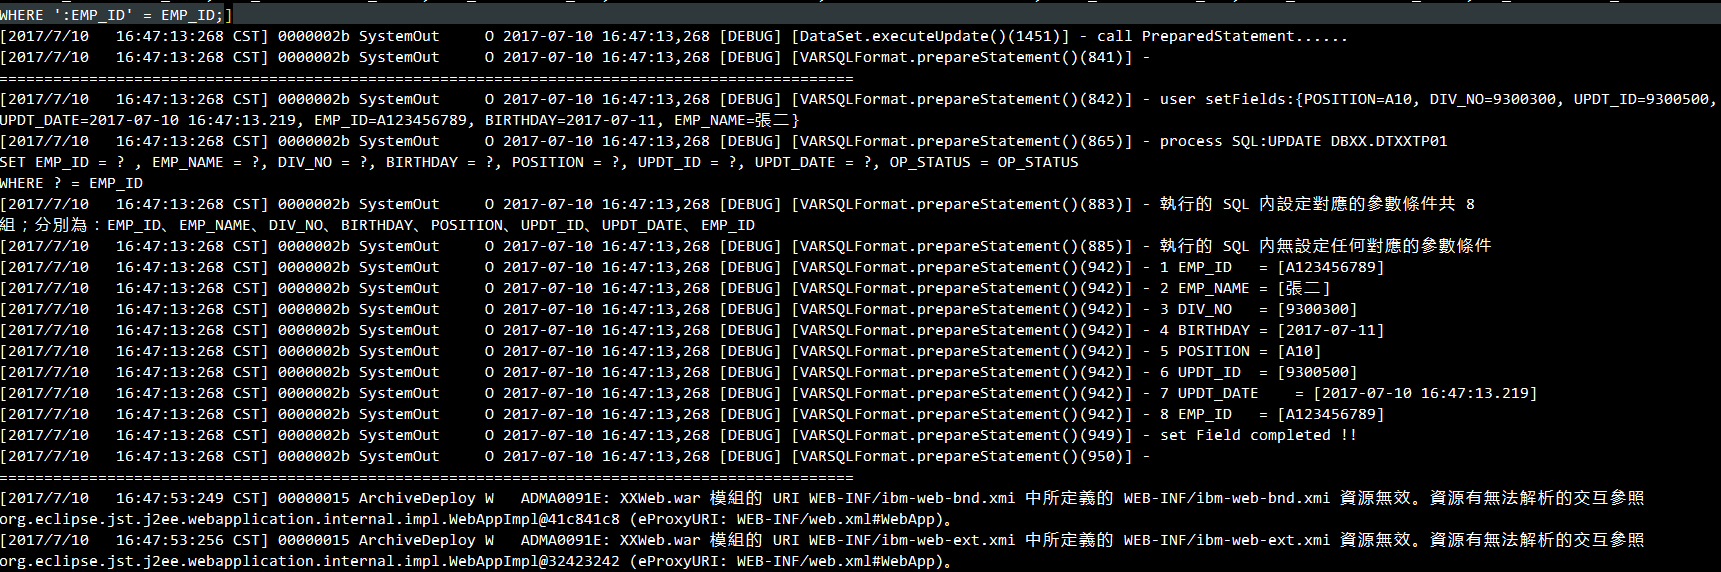 WHERE ':EMP_ID' = EMP_ID;]
[2017/7/10   16:47:13:268 CST] 0000002b SystemOut     O 2017-07-10 16:47:13,268 [DEBUG] [DataSet.executeUpdate()(1451)] - call PreparedStatement......
[2017/7/10   16:47:13:268 CST] 0000002b SystemOut     O 2017-07-10 16:47:13,268 [DEBUG] [VARSQLFormat.prepareStatement()(841)] -
===============================================================================================
[2017/7/10   16:47:13:268 CST] 0000002b SystemOut     O 2017-07-10 16:47:13,268 [DEBUG] [VARSQLFormat.prepareStatement()(842)] - user setFields:{POSITION=A10, DIV_NO=9300300, UPDT_ID=9300500,
UPDT_DATE=2017-07-10 16:47:13.219, EMP_ID=A123456789, BIRTHDAY=2017-07-11, EMP_NAME=張二}
[2017/7/10   16:47:13:268 CST] 0000002b SystemOut     O 2017-07-10 16:47:13,268 [DEBUG] [VARSQLFormat.prepareStatement()(865)] - process SQL:UPDATE DBXX.DTXXTP01
SET EMP_ID = ? , EMP_NAME = ?, DIV_NO = ?, BIRTHDAY = ?, POSITION = ?, UPDT_ID = ?, UPDT_DATE = ?, OP_STATUS = OP_STATUS
WHERE ? = EMP_ID
[2017/7/10   16:47:13:268 CST] 0000002b SystemOut     O 2017-07-10 16:47:13,268 [DEBUG] [VARSQLFormat.prepareStatement()(883)] - 執行的 SQL 內設定對應的參數條件共 8
組；分別為：EMP_ID、EMP_NAME、DIV_NO、BIRTHDAY、POSITION、UPDT_ID、UPDT_DATE、EMP_ID
[2017/7/10   16:47:13:268 CST] 0000002b SystemOut     O 2017-07-10 16:47:13,268 [DEBUG] [VARSQLFormat.prepareStatement()(885)] - 執行的 SQL 內無設定任何對應的參數條件
[2017/7/10   16:47:13:268 CST] 0000002b SystemOut     O 2017-07-10 16:47:13,268 [DEBUG] [VARSQLFormat.prepareStatement()(942)] - 1 EMP_ID   = [A123456789]
[2017/7/10   16:47:13:268 CST] 0000002b SystemOut     O 2017-07-10 16:47:13,268 [DEBUG] [VARSQLFormat.prepareStatement()(942)] - 2 EMP_NAME = [張二]
[2017/7/10   16:47:13:268 CST] 0000002b SystemOut     O 2017-07-10 16:47:13,268 [DEBUG] [VARSQLFormat.prepareStatement()(942)] - 3 DIV_NO   = [9300300]
[2017/7/10   16:47:13:268 CST] 0000002b SystemOut     O 2017-07-10 16:47:13,268 [DEBUG] [VARSQLFormat.prepareStatement()(942)] - 4 BIRTHDAY = [2017-07-11]
[2017/7/10   16:47:13:268 CST] 0000002b SystemOut     O 2017-07-10 16:47:13,268 [DEBUG] [VARSQLFormat.prepareStatement()(942)] - 5 POSITION = [A10]
[2017/7/10   16:47:13:268 CST] 0000002b SystemOut     O 2017-07-10 16:47:13,268 [DEBUG] [VARSQLFormat.prepareStatement()(942)] - 6 UPDT_ID  = [9300500]
[2017/7/10   16:47:13:268 CST] 0000002b SystemOut     O 2017-07-10 16:47:13,268 [DEBUG] [VARSQLFormat.prepareStatement()(942)] - 7 UPDT_DATE    = [2017-07-10 16:47:13.219]
[2017/7/10   16:47:13:268 CST] 0000002b SystemOut     O 2017-07-10 16:47:13,268 [DEBUG] [VARSQLFormat.prepareStatement()(942)] - 8 EMP_ID   = [A123456789]
[2017/7/10   16:47:13:268 CST] 0000002b SystemOut     O 2017-07-10 16:47:13,268 [DEBUG] [VARSQLFormat.prepareStatement()(949)] - set Field completed !!
[2017/7/10   16:47:13:268 CST] 0000002b SystemOut     O 2017-07-10 16:47:13,268 [DEBUG] [VARSQLFormat.prepareStatement()(950)] -
===============================================================================================
[2017/7/10   16:47:53:249 CST] 00000015 ArchiveDeploy W   ADMA0091E: XXWeb.war 模組的 URI WEB-INF/ibm-web-bnd.xmi 中所定義的 WEB-INF/ibm-web-bnd.xmi 資源無效。資源有無法解析的交互參照
org.eclipse.jst.j2ee.webapplication.internal.impl.WebAppImpl@41c841c8 (eProxyURI: WEB-INF/web.xml#WebApp)。
[2017/7/10   16:47:53:256 CST] 00000015 ArchiveDeploy W   ADMA0091E: XXWeb.war 模組的 URI WEB-INF/ibm-web-ext.xmi 中所定義的 WEB-INF/ibm-web-ext.xmi 資源無效。資源有無法解析的交互參照
org.eclipse.jst.j2ee.webapplication.internal.impl.WebAppImpl@32423242 (eProxyURI: WEB-INF/web.xml#WebApp)。